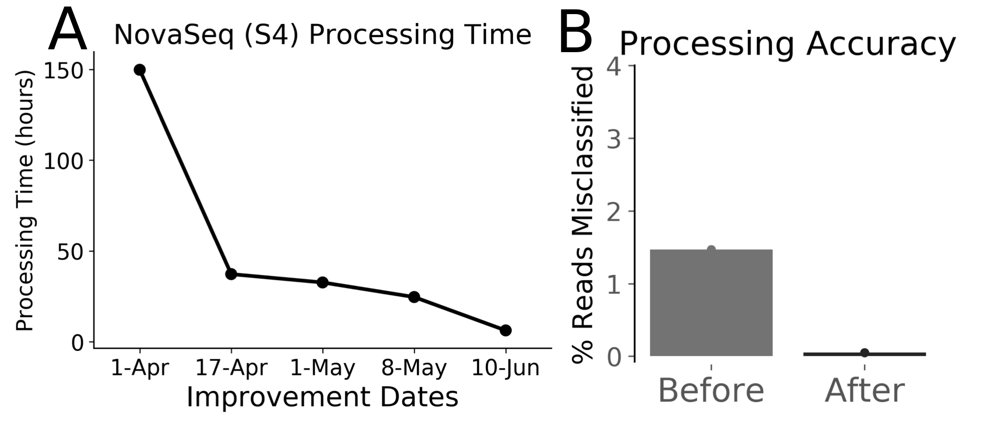 A
NovaSeq (S4) Processing Time
Processing Time (hours)
150
100
50
0
1-Apr 17-Apr 1-May 8-May 10-Jun
Improvement Dates
B
Processing Accuracy
% Reads Misclassified
4
3
2
1
0
Before After